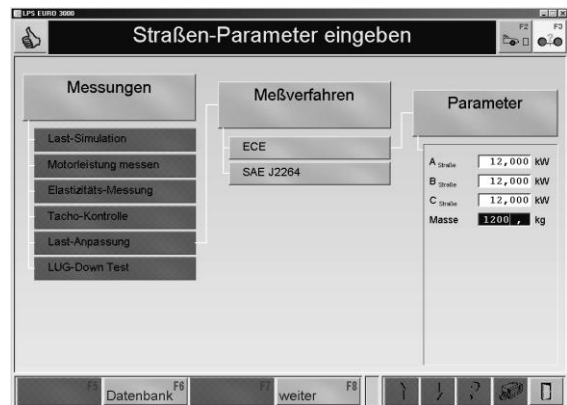 LPS EURO 3000
Straßen-Parameter eingeben
F2
F3
Messungen
Meßverfahren
Parameter
Last-Simulation
Motorleistung messen
Elastizitäts-Messung
Tacho-Kontrolle
Last-Anpassung
LUG-Down Test
ECE
SAE J2264
A Straße 12,000 kW
B Straße 12,000 kW
C Straße 12,000 kW
Masse 1200 , kg
F5
Datenbank F6
F7
weiter F8